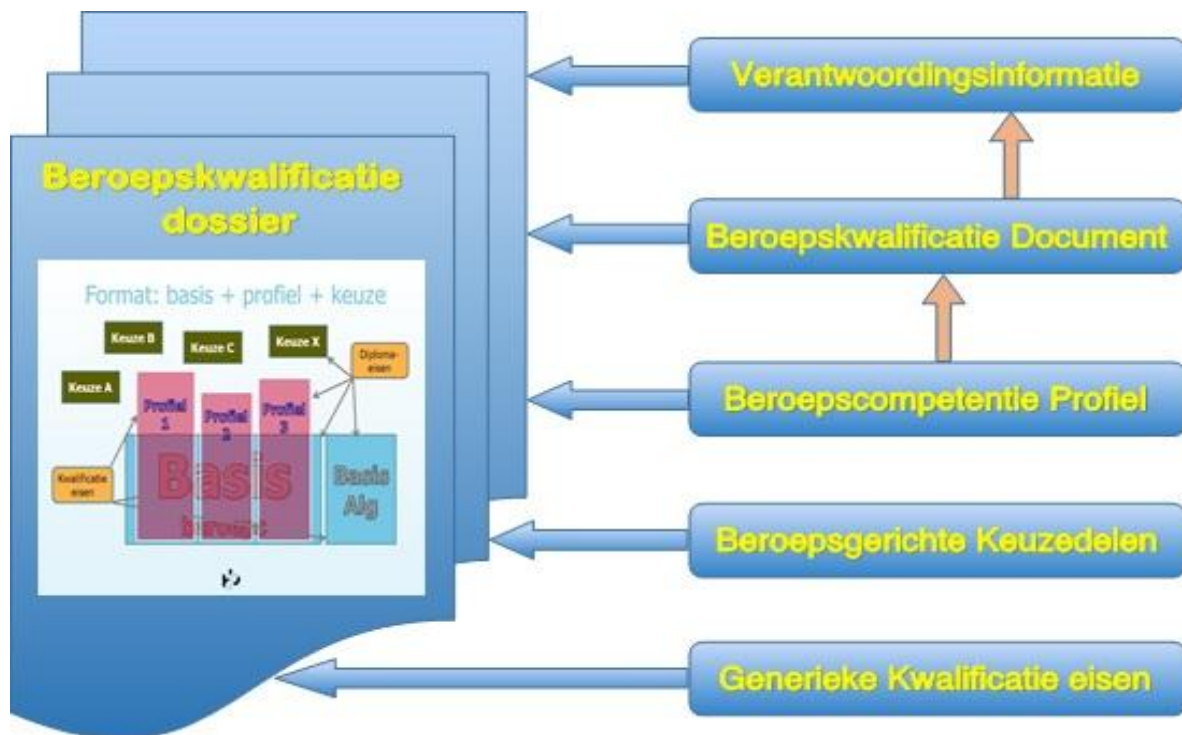 Beroepskwalificatie
dossier
Format: basis + profiel + keuze
Keuze B
Keuze C
Keuze X
Diploma-
eisen
Keuze A
Profiel
1
Profiel
2
Profiel
3
Kwalificatie
eisen
Basis
beroept
Basis
Alg
Verantwoordingsinformatie
Beroepskwalificatie Document
Beroepscompetentie Profiel
Beroepsgerichte Keuzedelen
Generieke Kwalificatie eisen